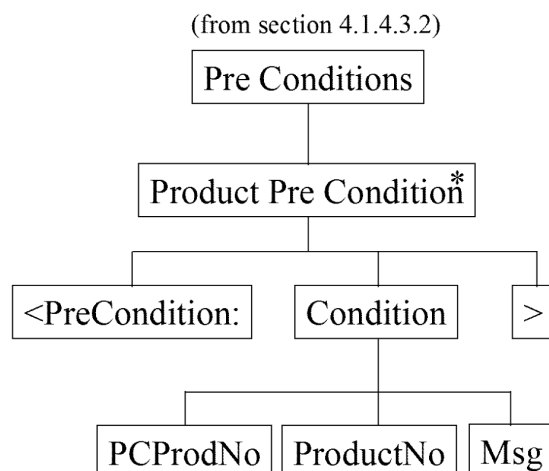 (from section 4.1.4.3.2)
Pre Conditions
Product Pre Condition*
<PreCondition:
Condition
>
PCProdNo
ProductNo
Msg